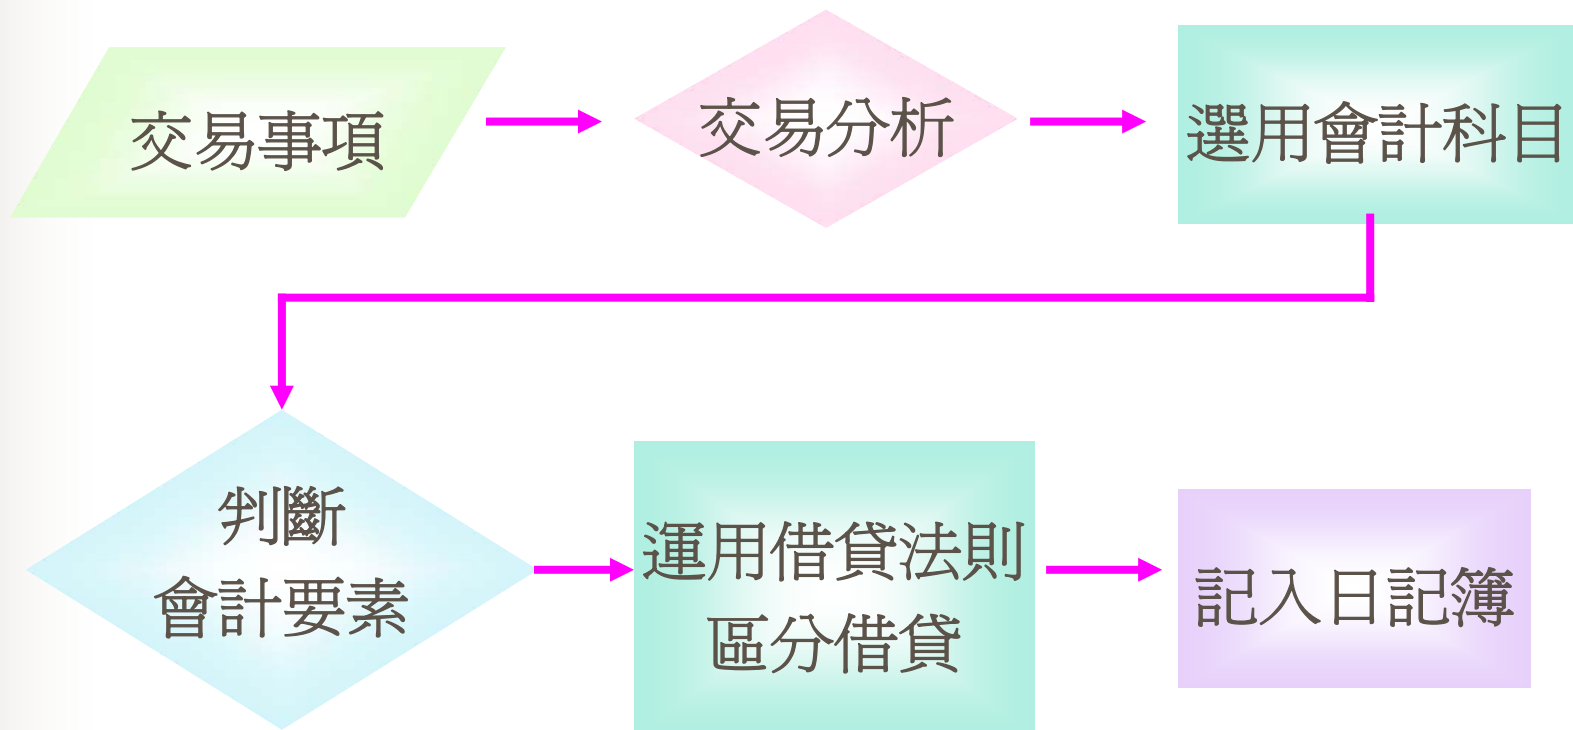 交易事項
交易分析
選用會計科目
判斷
會計要素
運用借貸法則
區分借貸
記入日記簿